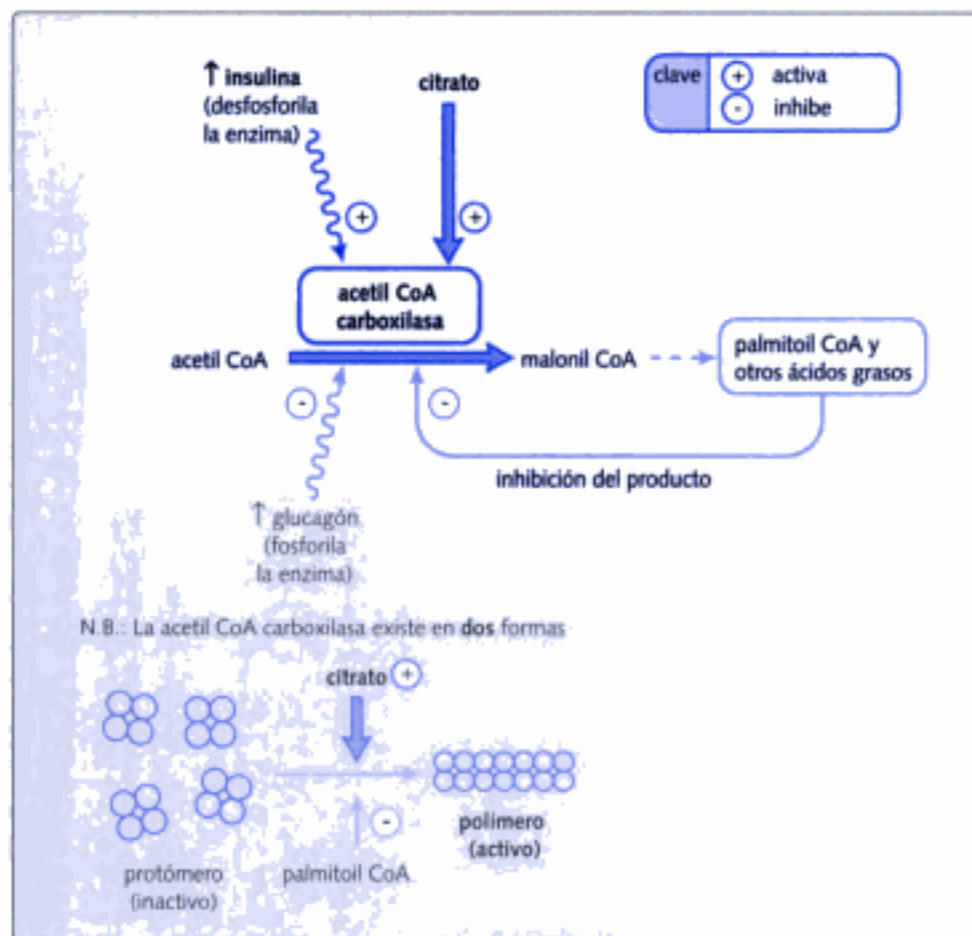 ↑ insulina
(desfosforila
la enzima)
citrato
clave
+ activa
- inhibe
+
+
acetil CoA
carboxilasa
acetil CoA
malonil CoA
palmitoil CoA y
otros ácidos grasos
-
-
inhibición del producto
↑ glucagón
(fosforila
la enzima)
N.B.: La acetil CoA carboxilasa existe en dos formas
citrato +
-
polímero
(activo)
protómero
(inactivo)
palmitoil CoA